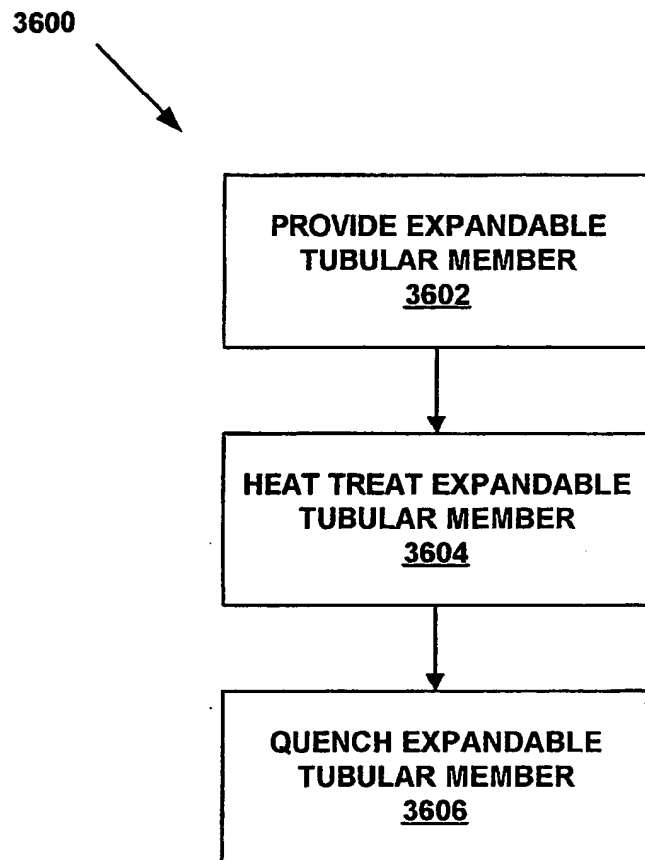 3600
PROVIDE EXPANDABLE
TUBULAR MEMBER
3602
HEAT TREAT EXPANDABLE
TUBULAR MEMBER
3604
QUENCH EXPANDABLE
TUBULAR MEMBER
3606